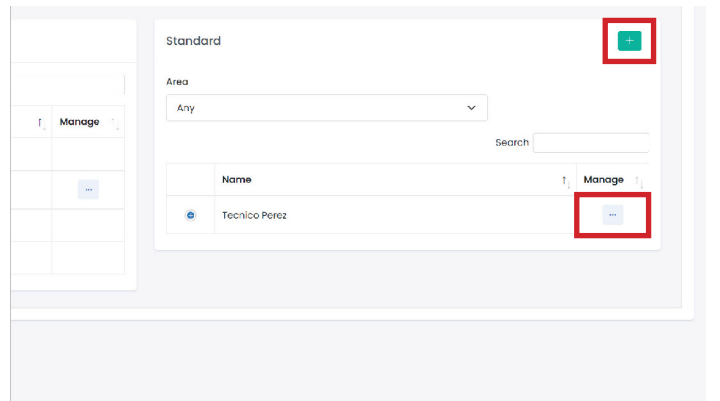 Standard
+
Area
Any
Search
Manage
Name
Manage
...
Tecnico Perez
...